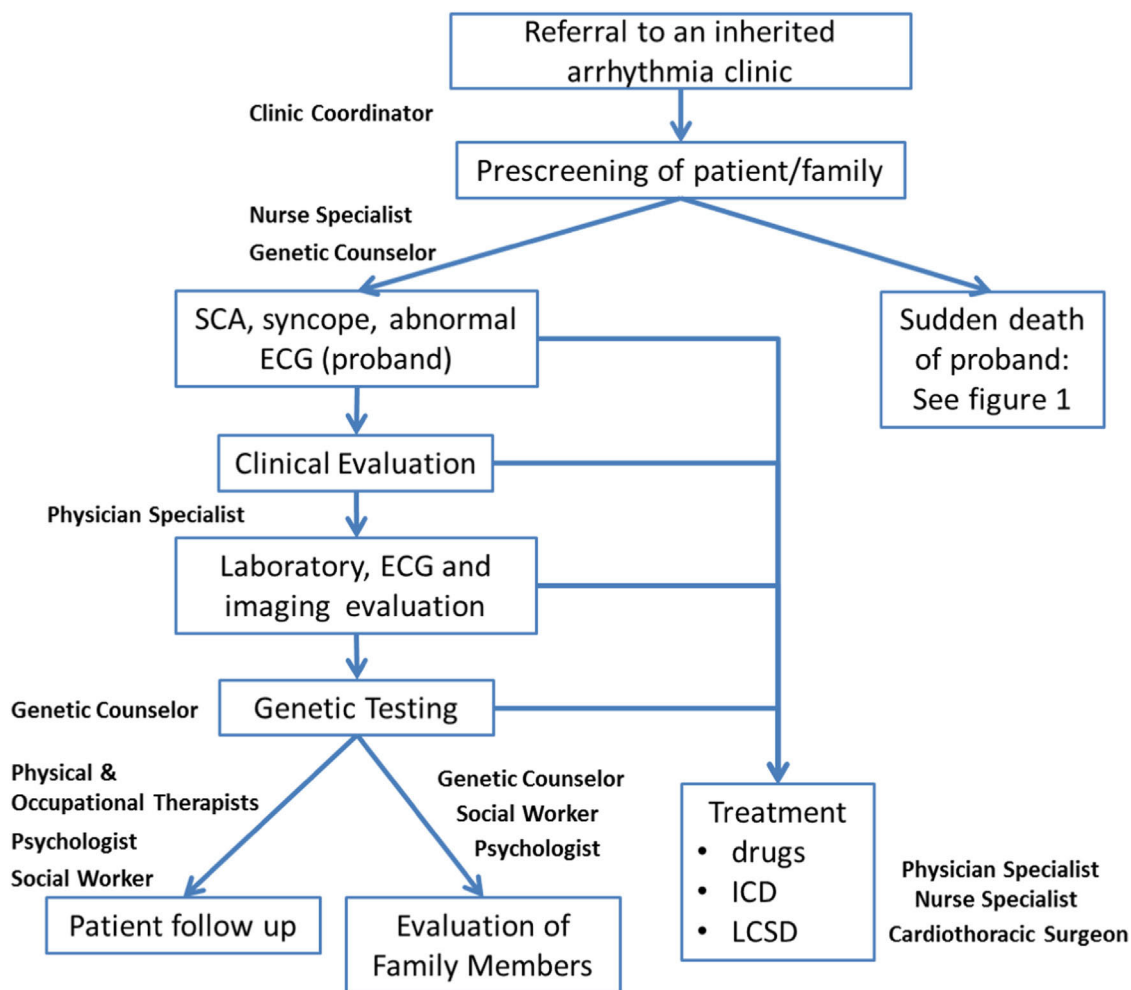 Referral to an inherited
arrhythmia clinic
Clinic Coordinator
Prescreening of patient/family
Nurse Specialist
Genetic Counselor
SCA, syncope, abnormal
ECG (proband)
Sudden death
of proband:
See figure 1
Clinical Evaluation
Physician Specialist
Laboratory, ECG and
imaging evaluation
Genetic Counselor
Genetic Testing
Physical &
Occupational Therapists
Psychologist
Social Worker
Genetic Counselor
Social Worker
Psychologist
Patient follow up
Evaluation of
Family Members
Treatment
• drugs
• ICD
• LCSD
Physician Specialist
Nurse Specialist
Cardiothoracic Surgeon